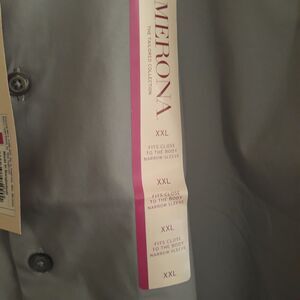 MERONA
THE TAILORED COLLECTION
XXL
FITS CLOSE
TO THE BODY
NARROW SLEEVE
XXL
FITS CLOSE
TO THE BODY
NARROW SLEEVE
XXL
FITS CLOSE
TO THE BODY
NARROW SLEEVE
XXL